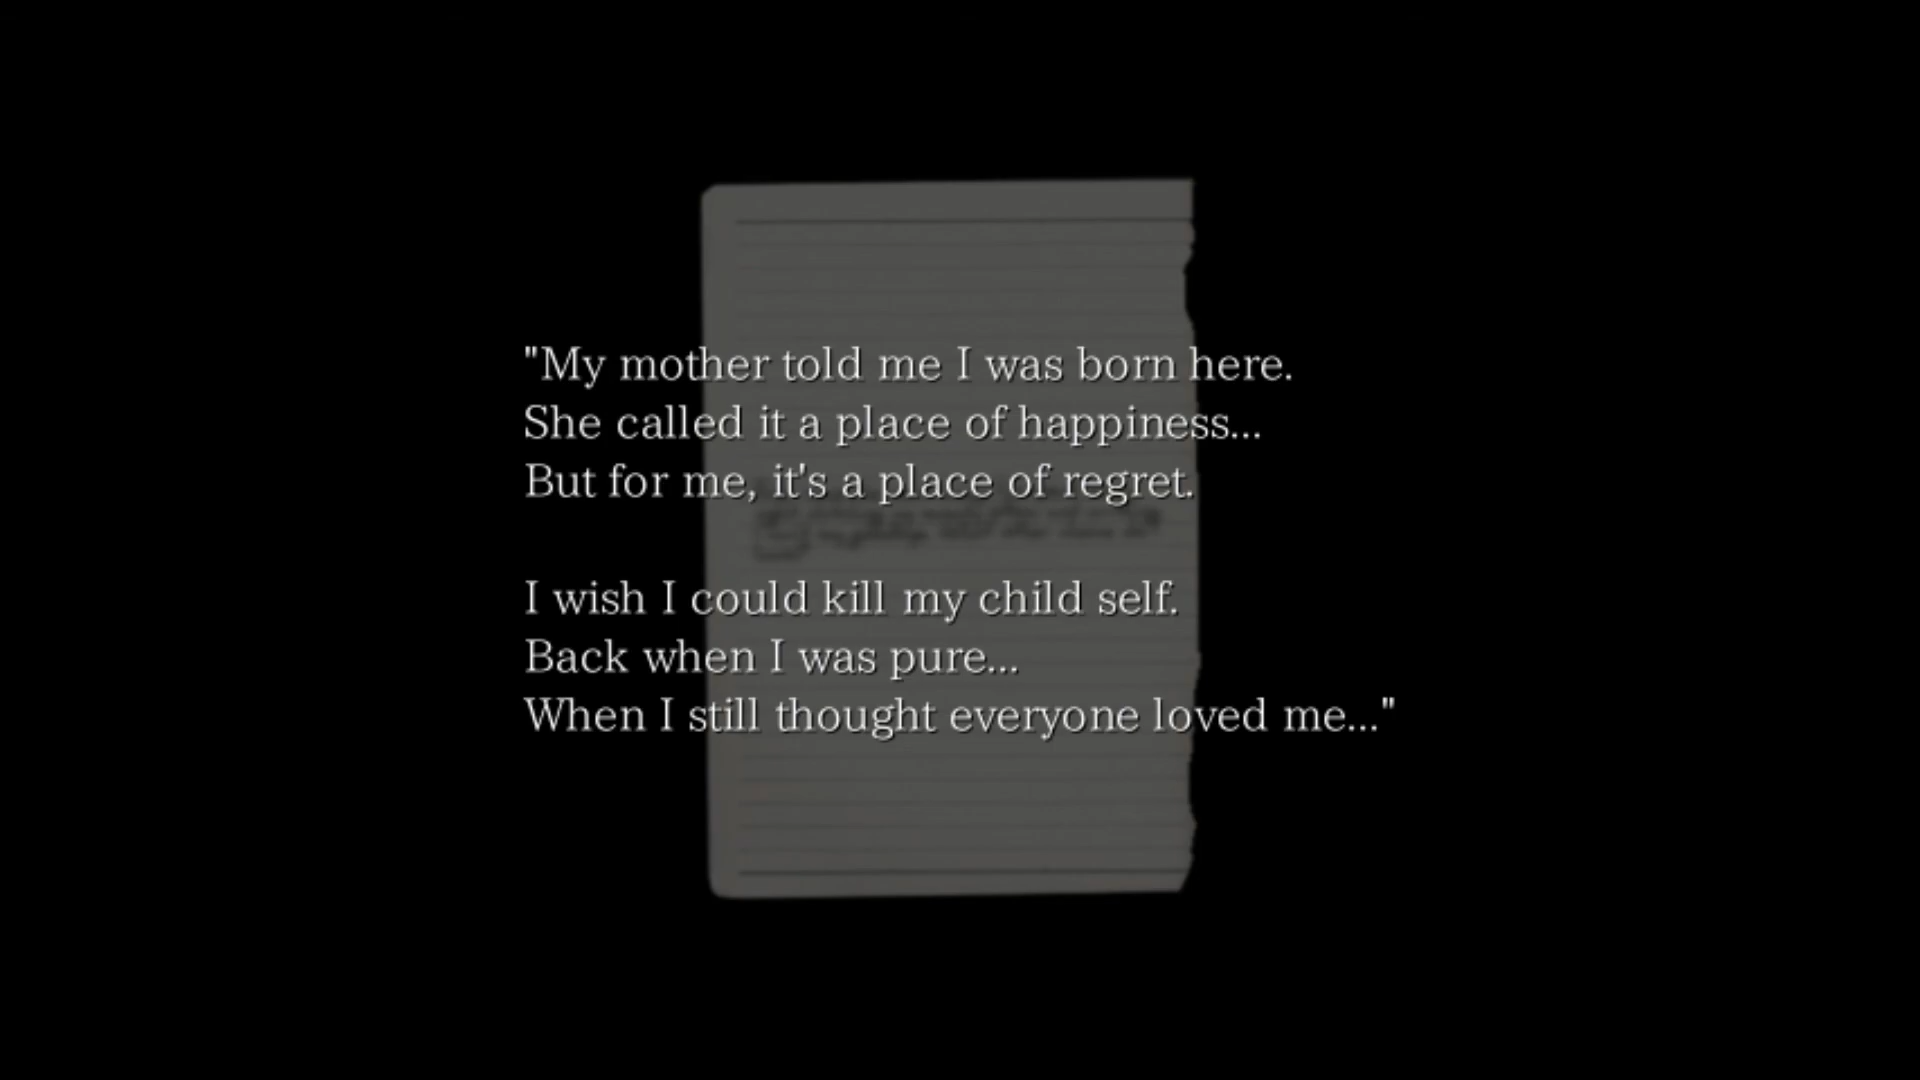 "My mother told me I was born here.
She called it a place of happiness...
But for me, it's a place of regret.
I wish I could kill my child self.
Back when I was pure...
When I still thought everyone loved me..."